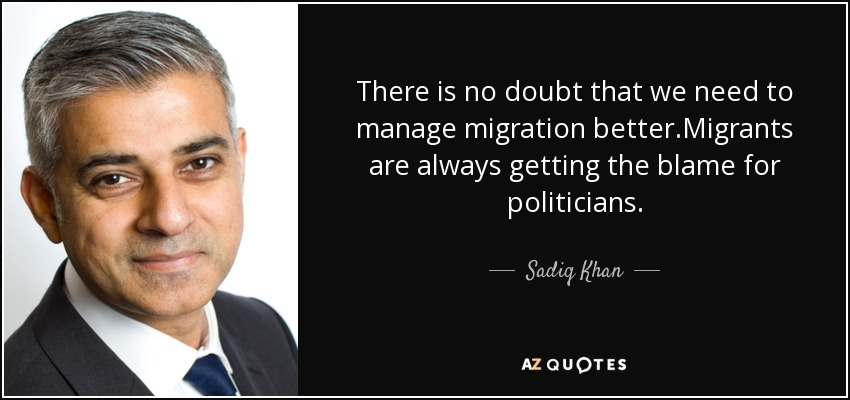 There is no doubt that we need to
manage migration better.Migrants
are always getting the blame for
politicians.
Sadiq Khan
AZ QUOTES